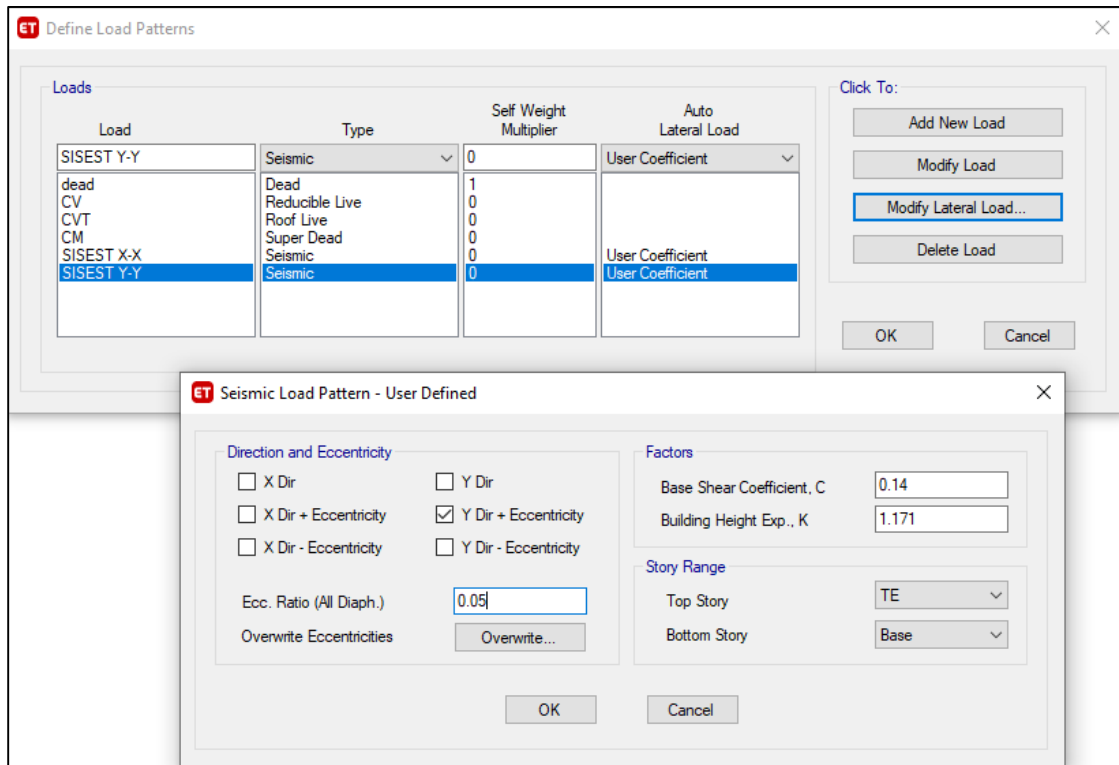 ET Define Load Patterns
Loads
Click To:
Load Type Self Weight Multiplier Auto Lateral Load
SISEST Y-Y Seismic 0 User Coefficient
dead Dead 1
CV Reducible Live 0
CVT Roof Live 0
CM Super Dead 0
SISEST X-X Seismic 0 User Coefficient
SISEST Y-Y Seismic 0 User Coefficient
Add New Load
Modify Load
Modify Lateral Load...
Delete Load
OK Cancel
ET Seismic Load Pattern - User Defined
Direction and Eccentricity
X Dir Y Dir
X Dir + Eccentricity Y Dir + Eccentricity
X Dir - Eccentricity Y Dir - Eccentricity
Ecc. Ratio (All Diaph.) 0.05
Overwrite Eccentricities Overwrite...
Factors
Base Shear Coefficient, C 0.14
Building Height Exp., K 1.171
Story Range
Top Story TE
Bottom Story Base
OK Cancel